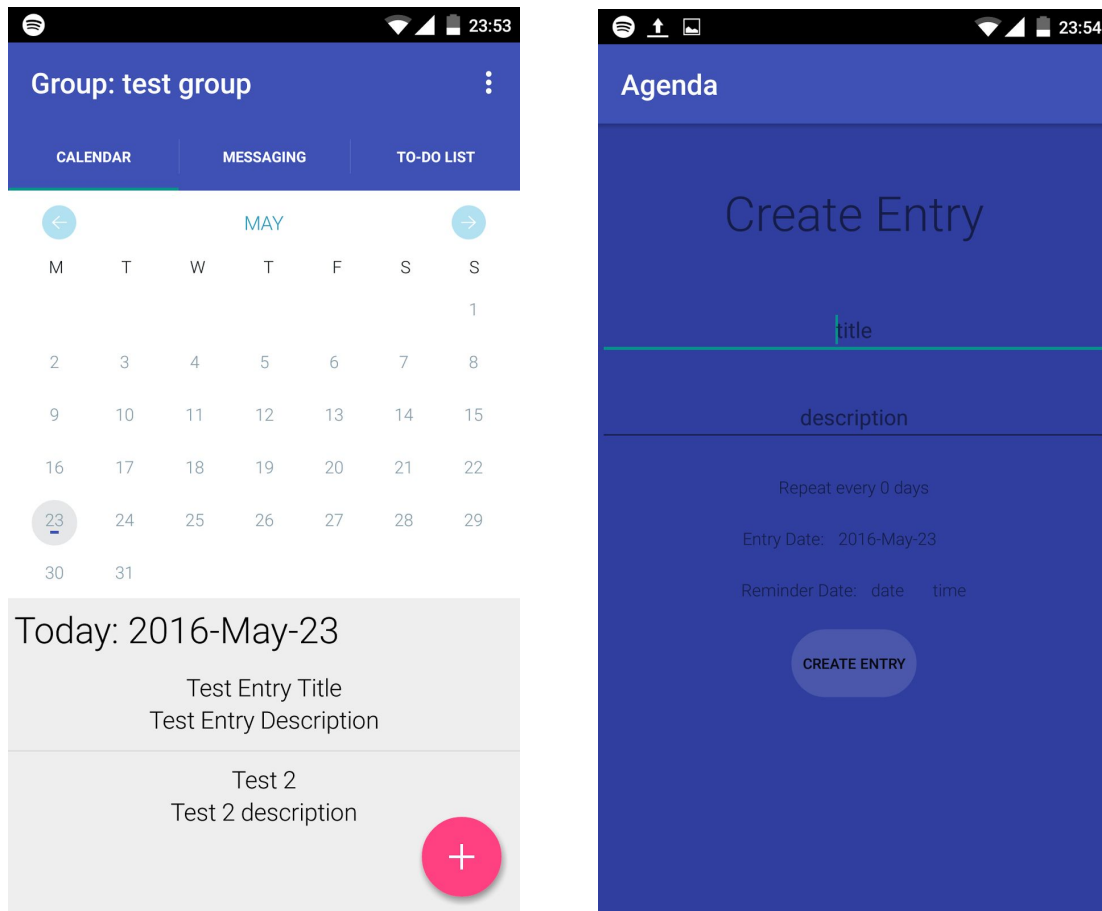 23:53
Group: test group
CALENDAR MESSAGING TO-DO LIST
MAY
M T W T F S S
1
2 3 4 5 6 7 8
9 10 11 12 13 14 15
16 17 18 19 20 21 22
23 24 25 26 27 28 29
30 31
Today: 2016-May-23
Test Entry Title
Test Entry Description
Test 2
Test 2 description
23:54
Agenda
Create Entry
title
description
Repeat every 0 days
Entry Date: 2016-May-23
Reminder Date: date time
CREATE ENTRY